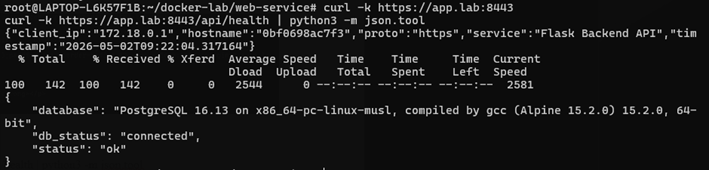 root@LAPTOP-L6K57F1B:~/docker-lab/web-service# curl -k https://app.lab:8443
curl -k https://app.lab:8443/api/health | python3 -m json.tool
{"client_ip":"172.18.0.1","hostname":"0bf0698ac7f3","proto":"https","service":"Flask Backend API","tim
estamp":"2026-05-02T09:22:04.317164"}
  % Total    % Received % Xferd  Average Speed   Time    Time     Time  Current
                                 Dload  Upload   Total   Spent    Left  Speed
100   142  100   142    0     0   2544      0 --:--:-- --:--:-- --:--:--  2581
{
    "database": "PostgreSQL 16.13 on x86_64-pc-linux-musl, compiled by gcc (Alpine 15.2.0) 15.2.0, 64-
bit",
    "db_status": "connected",
    "status": "ok"
}